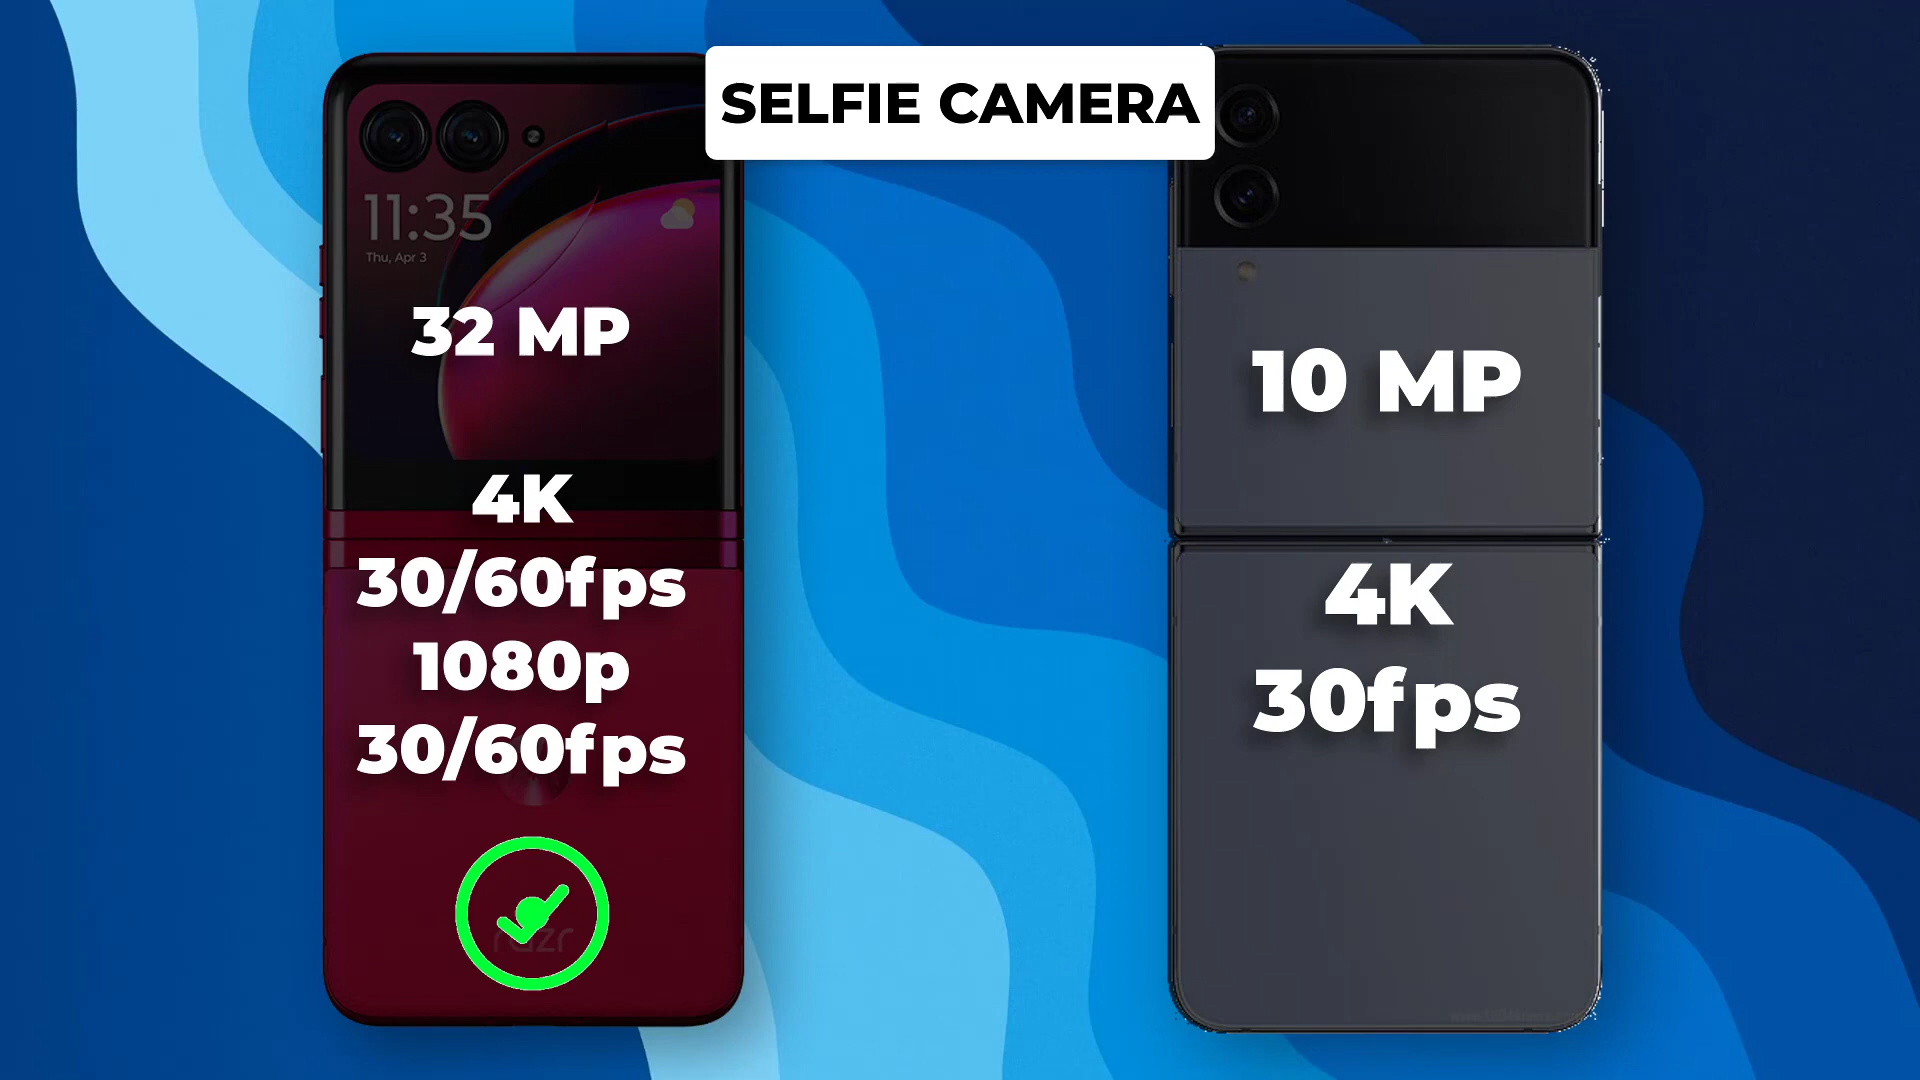 SELFIE CAMERA
11:35
Thu, Apr 3
32 MP
4K
30/60fps
1080p
30/60fps
razr
10 MP
4K
30fps